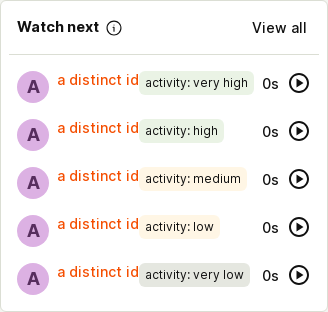 Watch next View all
A a distinct id activity: very high 0s
A a distinct id activity: high 0s
A a distinct id activity: medium 0s
A a distinct id activity: low 0s
A a distinct id activity: very low 0s